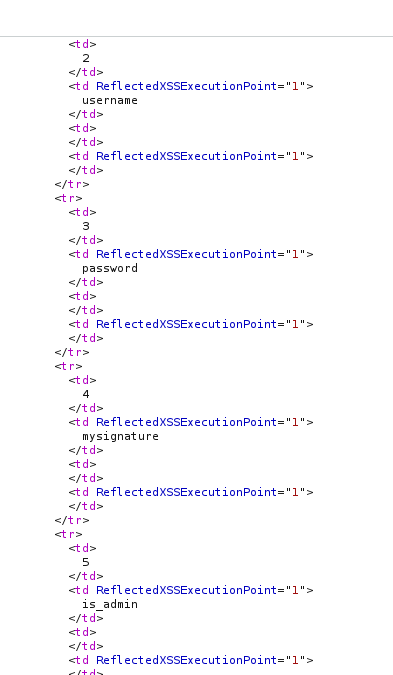 <td>
2
</td>
<td ReflectedXSSExecutionPoint="1">
username
</td>
<td>
</td>
<td ReflectedXSSExecutionPoint="1">
</td>
</tr>
<tr>
<td>
3
</td>
<td ReflectedXSSExecutionPoint="1">
password
</td>
<td>
</td>
<td ReflectedXSSExecutionPoint="1">
</td>
</tr>
<tr>
<td>
4
</td>
<td ReflectedXSSExecutionPoint="1">
mysignature
</td>
<td>
</td>
<td ReflectedXSSExecutionPoint="1">
</td>
</tr>
<tr>
<td>
5
</td>
<td ReflectedXSSExecutionPoint="1">
is_admin
</td>
<td>
</td>
<td ReflectedXSSExecutionPoint="1">
</td>